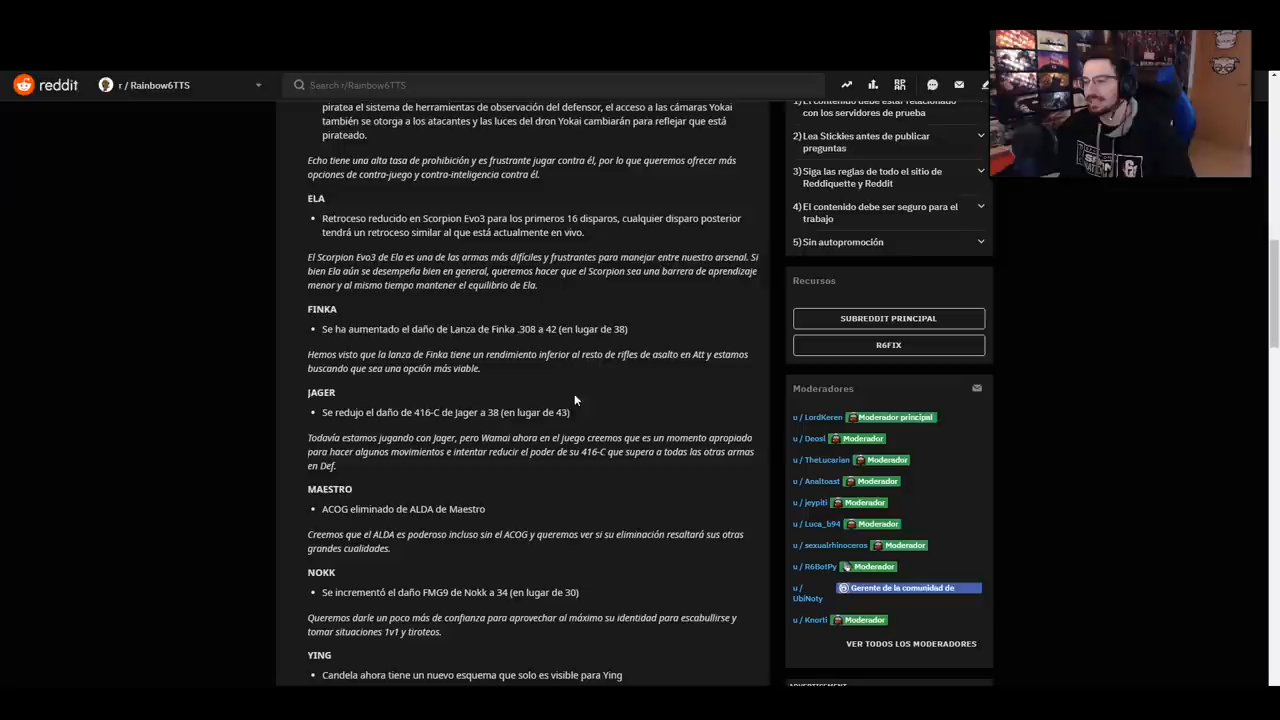 reddit
r / Rainbow6TTS
Search r/Rainbow6TTS
piratea el sistema de herramientas de observación del defensor, el acceso a las cámaras Yokai
también se otorga a los atacantes y las luces del dron Yokai cambiarán para reflejar que está
pirateado.
Echo tiene una alta tasa de prohibición y es frustrante jugar contra él, por lo que queremos ofrecer más
opciones de contra-juego y contra-inteligencia contra él.
ELA
• Retroceso reducido en Scorpion Evo3 para los primeros 16 disparos, cualquier disparo posterior
tendrá un retroceso similar al que está actualmente en vivo.
El Scorpion Evo3 de Ela es una de las armas más difíciles y frustrantes para manejar entre nuestro arsenal. Si
bien Ela aún se desempeña bien en general, queremos hacer que el Scorpion sea una barrera de aprendizaje
menor y al mismo tiempo mantener el equilibrio de Ela.
FINKA
• Se ha aumentado el daño de Lanza de Finka .308 a 42 (en lugar de 38)
Hemos visto que la lanza de Finka tiene un rendimiento inferior al resto de rifles de asalto en Att y estamos
buscando que sea una opción más viable.
JAGER
• Se redujo el daño de 416-C de Jager a 38 (en lugar de 43)
Todavía estamos jugando con Jager, pero Wamai ahora en el juego creemos que es un momento apropiado
para hacer algunos movimientos e intentar reducir el poder de su 416-C que supera a todas las otras armas
en Def.
MAESTRO
• ACOG eliminado de ALDA de Maestro
Creemos que el ALDA es poderoso incluso sin el ACOG y queremos ver si su eliminación resaltará sus otras
grandes cualidades.
NOKK
• Se incrementó el daño FMG9 de Nokk a 34 (en lugar de 30)
Queremos darle un poco más de confianza para aprovechar al máximo su identidad para escabullirse y
tomar situaciones 1v1 y tiroteos.
YING
• Candela ahora tiene un nuevo esquema que solo es visible para Ying
1) El contenido debe estar relacionado
con los servidores de prueba
2) Lea Stickies antes de publicar
preguntas
3) Siga las reglas de todo el sitio de
Reddiquette y Reddit
4) El contenido debe ser seguro para el
trabajo
5) Sin autopromoción
Recursos
SUBREDDIT PRINCIPAL
R6FIX
Moderadores
u / LordKeren Moderador principal
u / Deosl Moderador
u / TheLucarian Moderador
u / Analtoast Moderador
u / jeypiti Moderador
u / Luca_b94 Moderador
u / sexualrhinoceros Moderador
u / R6BotPy Moderador
u /
UbiNoty Gerente de la comunidad de
u / Knorti Moderador
VER TODOS LOS MODERADORES
ADVERTISEMENT